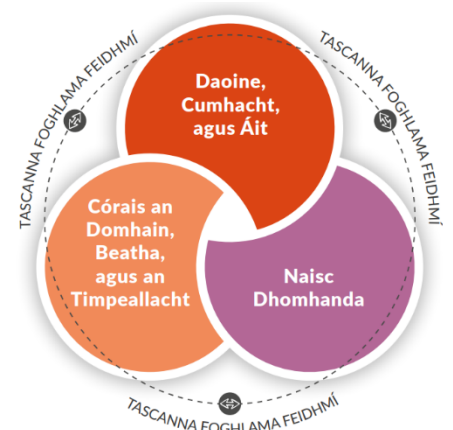 TASCANNA FOGHLAMA FEIDHMÍ
TASCANNA FOGHLAMA FEIDHMÍ
Daoine,
Cumhacht,
agus Áit
Córais an
Domhain,
Beatha,
agus an
Timpeallacht
Naisc
Dhomhanda
TASCANNA FOGHLAMA FEIDHMÍ